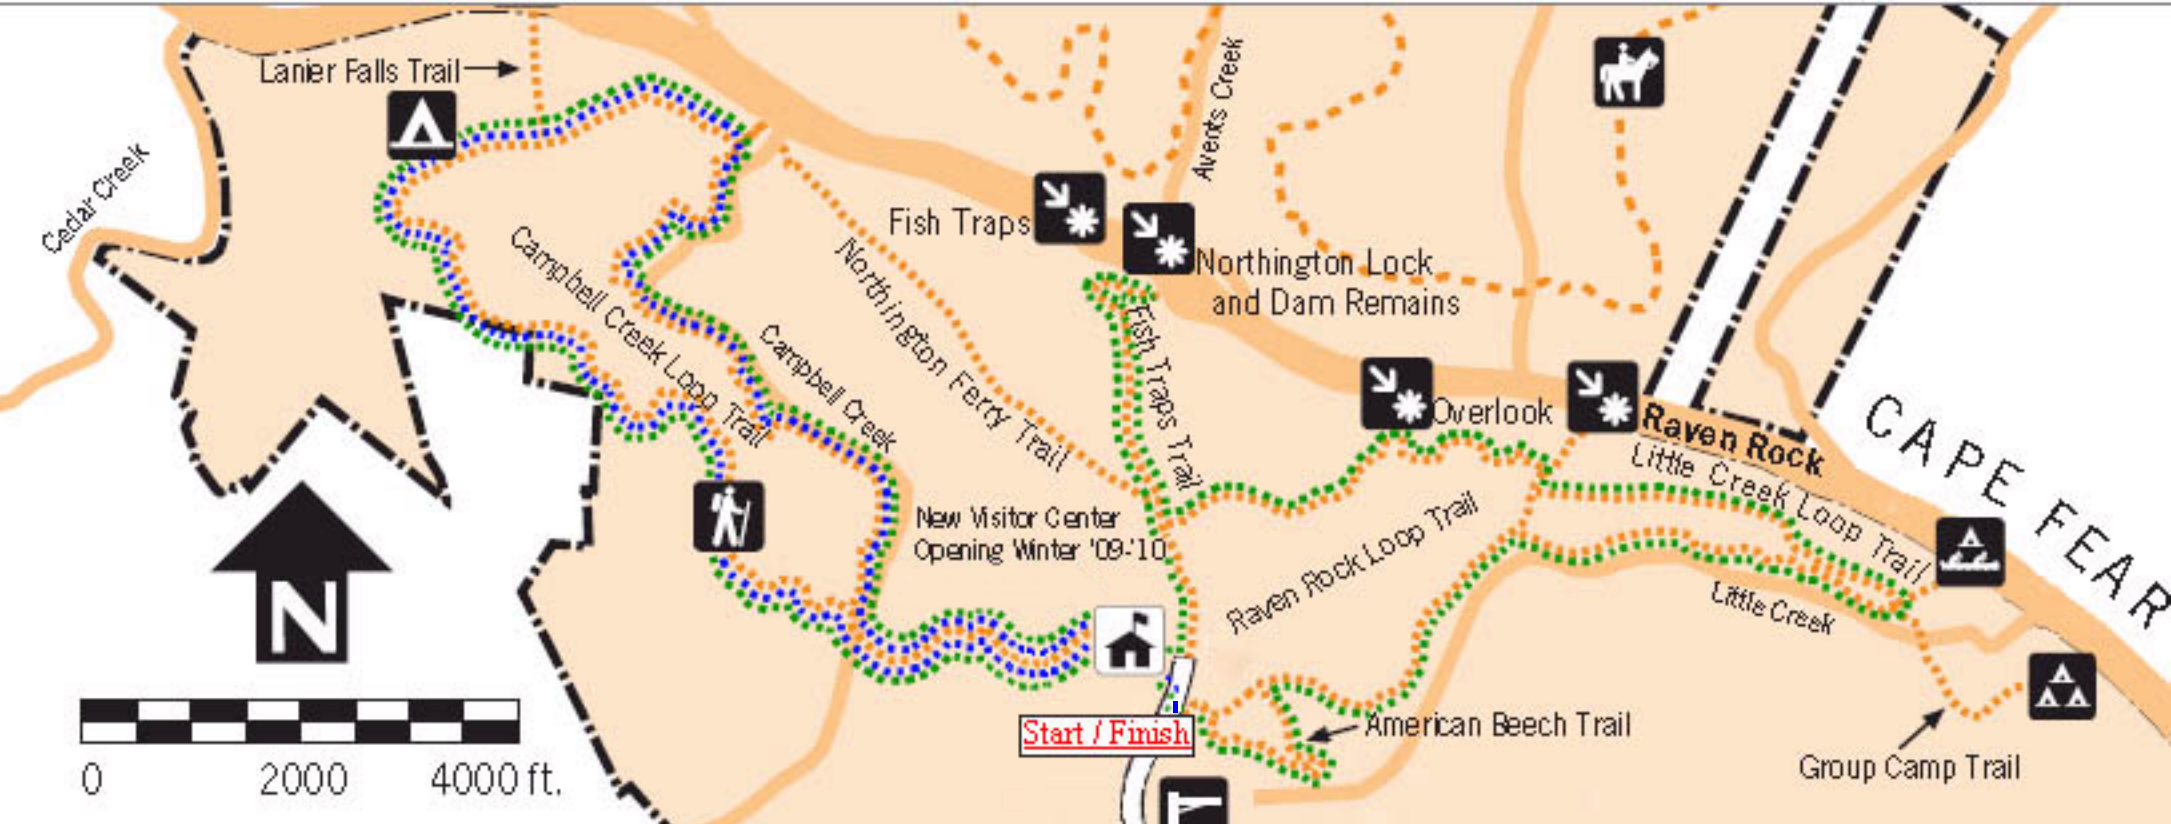 Lanier Falls Trail
Cedar Creek
Avents Creek
Fish Traps
Northington Lock
and Dam Remains
Campbell Creek Loop Trail
Campbell Creek
Northington Ferry Trail
Fish Traps Trail
Overlook
Raven Rock
Little Creek Loop Trail
CAPE FEAR
New Visitor Center
Opening Winter '09-'10
Raven Rock Loop Trail
Little Creek
N
Start / Finish
American Beech Trail
Group Camp Trail
0 2000 4000 ft.